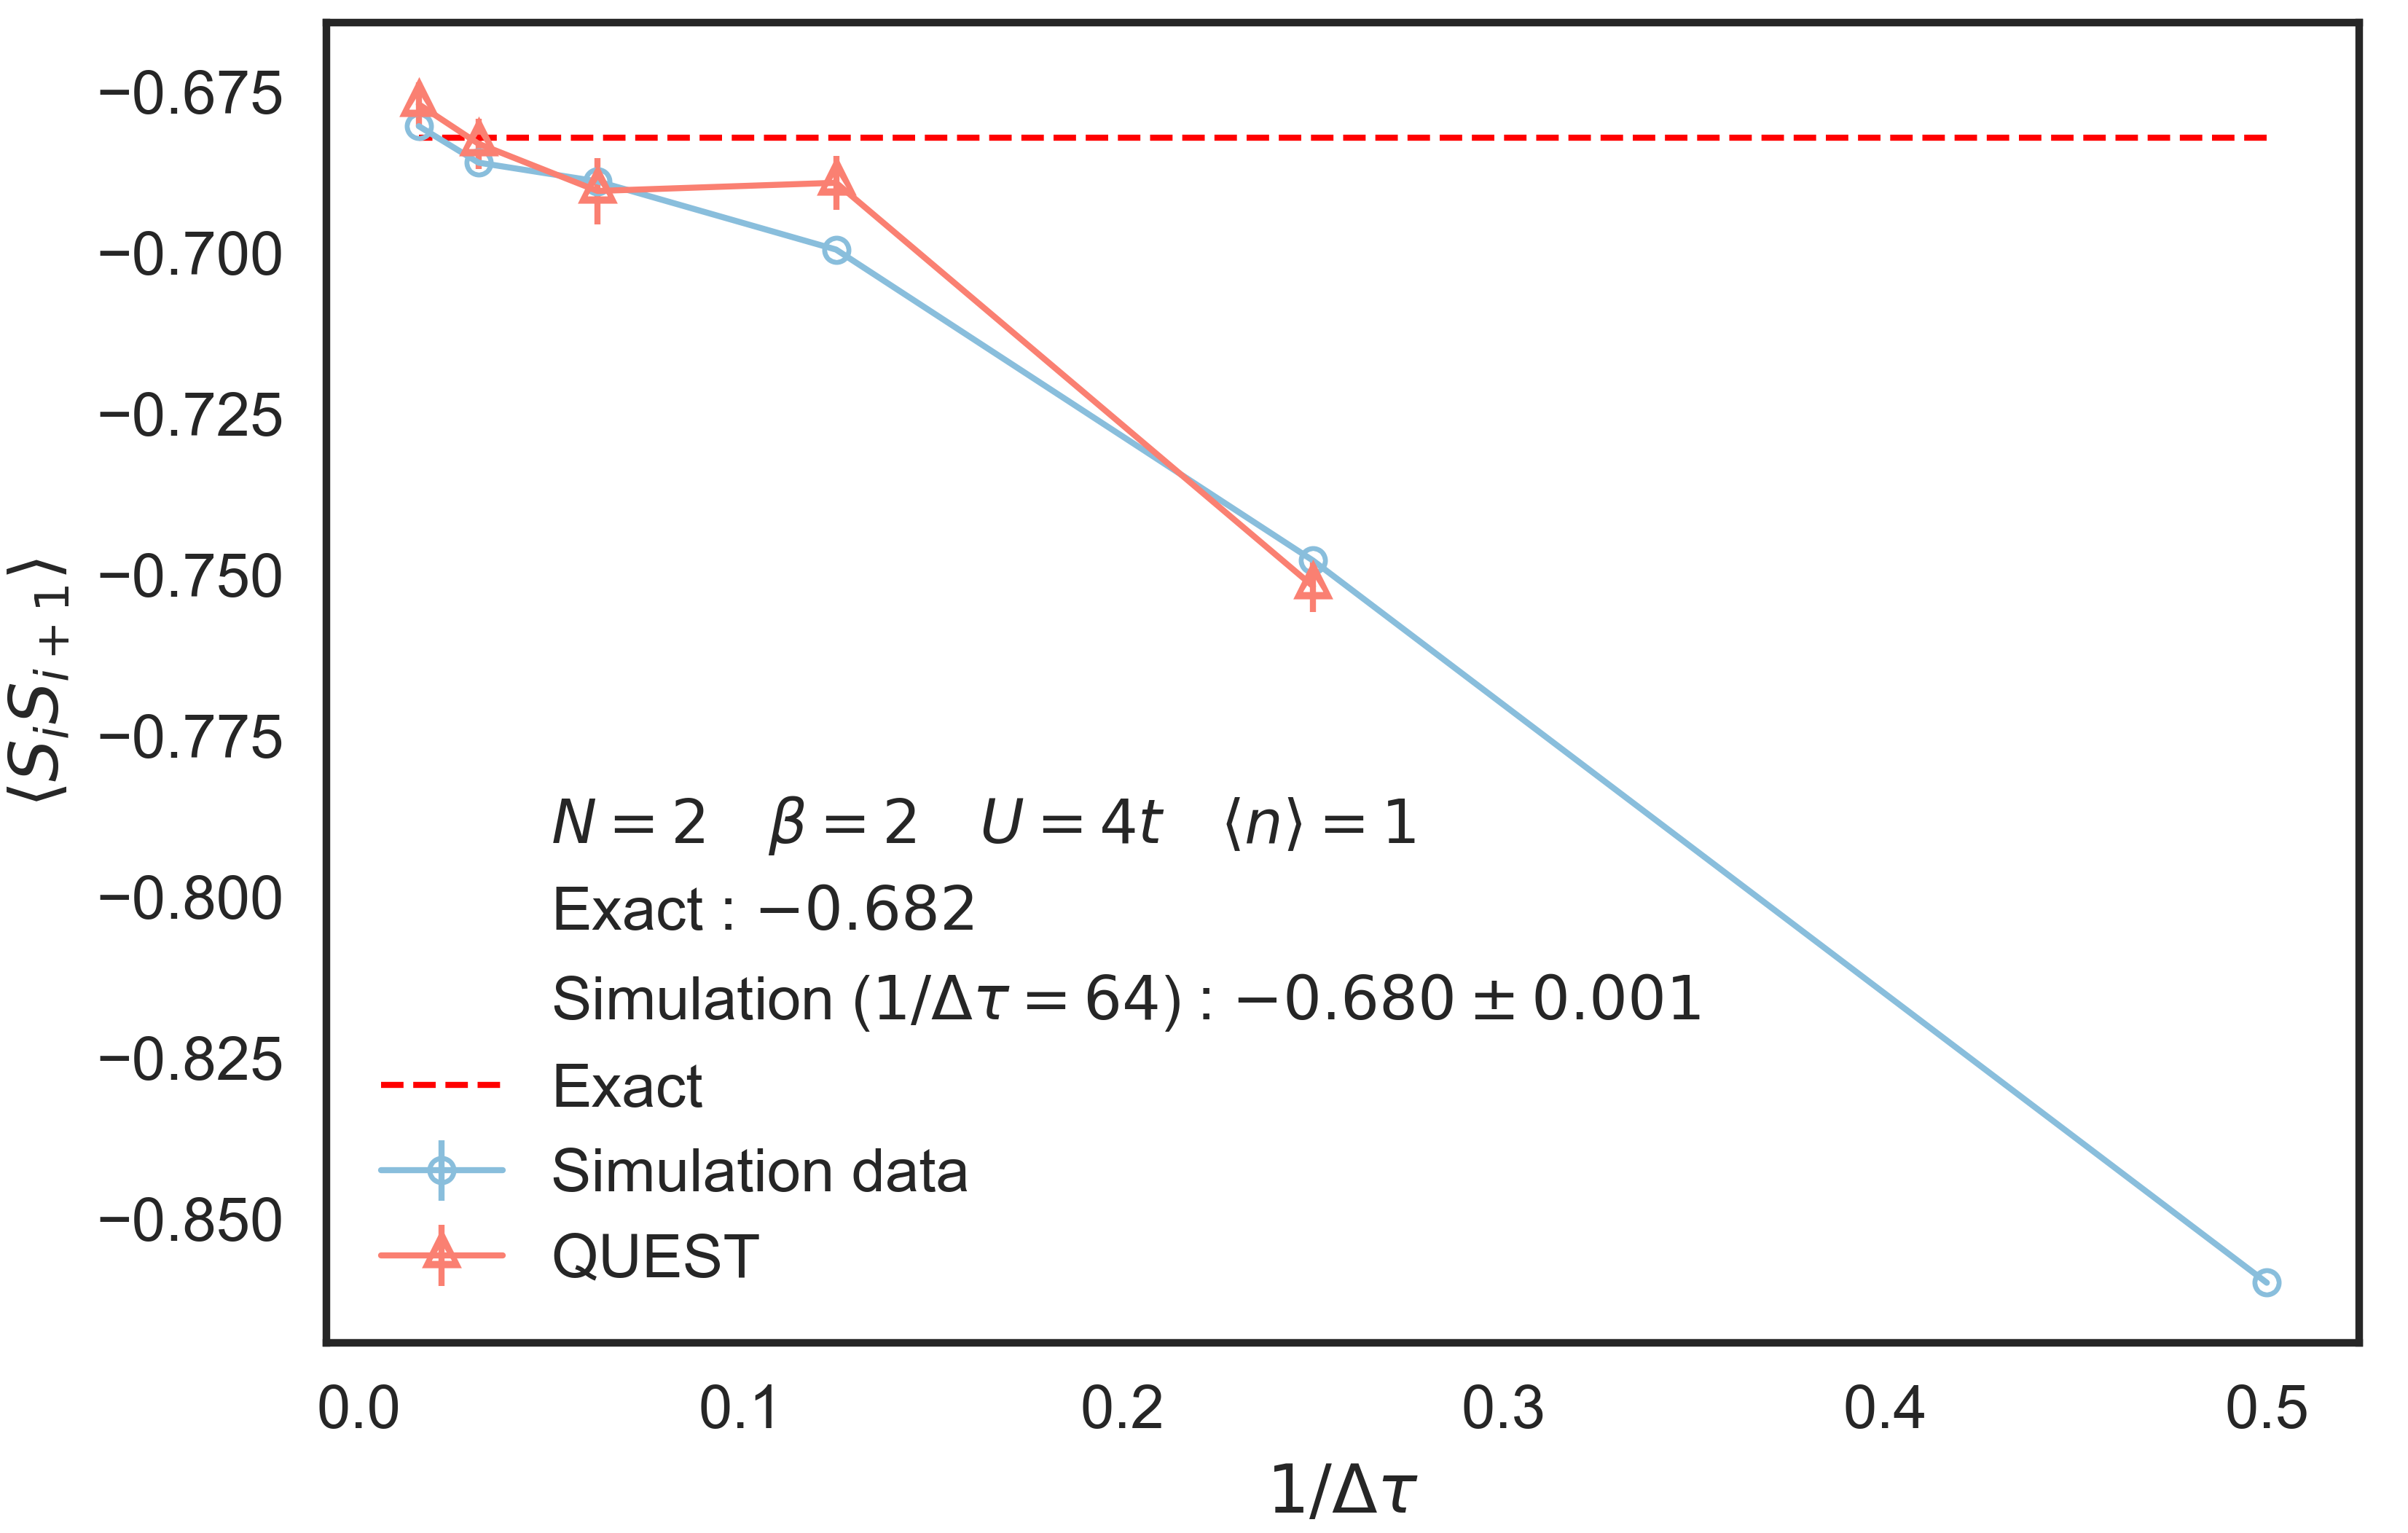 −0.675
−0.700
−0.725
−0.750
−0.775
−0.800
−0.825
−0.850
⟨S_i S_{i+1}⟩
N = 2 β = 2 U = 4t ⟨n⟩ = 1
Exact : −0.682
Simulation (1/Δτ = 64) : −0.680 ± 0.001
Exact
Simulation data
QUEST
0.0 0.1 0.2 0.3 0.4 0.5
1/Δτ